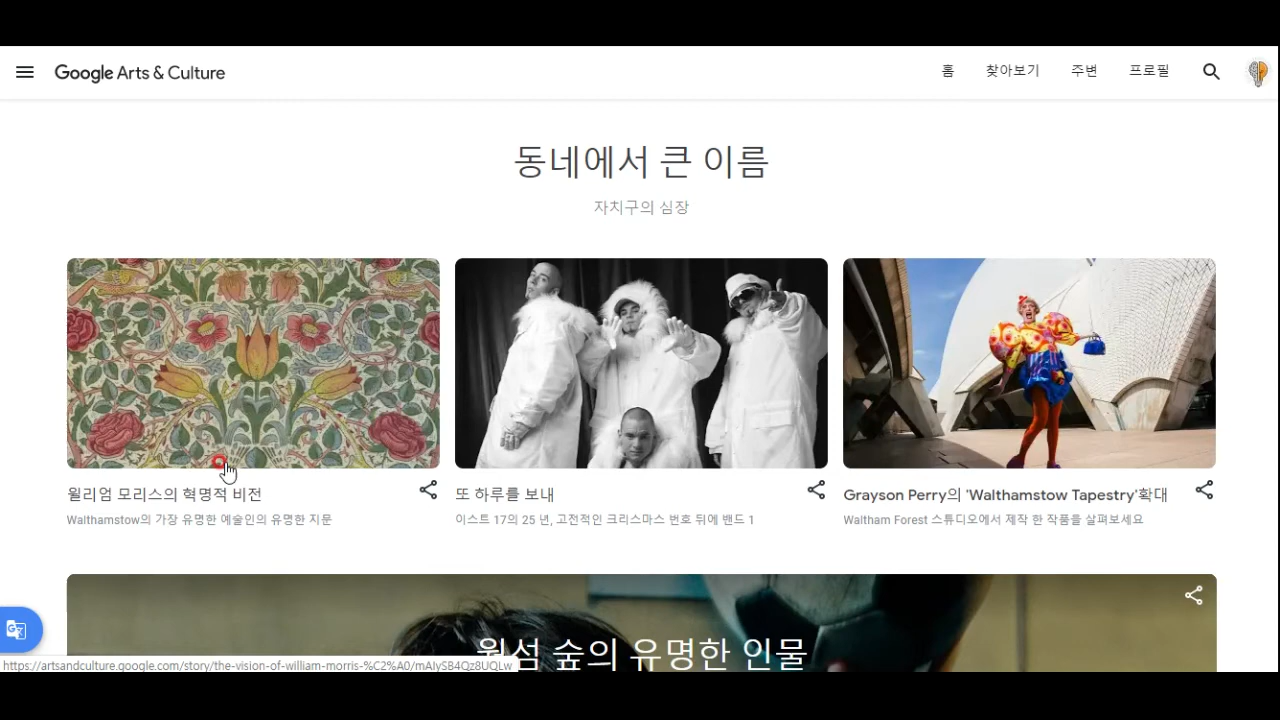 Google Arts & Culture
홈 찾아보기 주변 프로필
동네에서 큰 이름
자치구의 심장
윌리엄 모리스의 혁명적 비전
Walthamstow의 가장 유명한 예술인의 유명한 지문
또 하루를 보내
이스트 17의 25 년, 고전적인 크리스마스 번호 뒤에 밴드 1
Grayson Perry의 'Walthamstow Tapestry'확대
Waltham Forest 스튜디오에서 제작 한 작품을 살펴보세요
월섬 숲의 유명한 인물
https://artsandculture.google.com/story/the-vision-of-william-morris-%C2%A0/mAIySB4Qz8UQLw